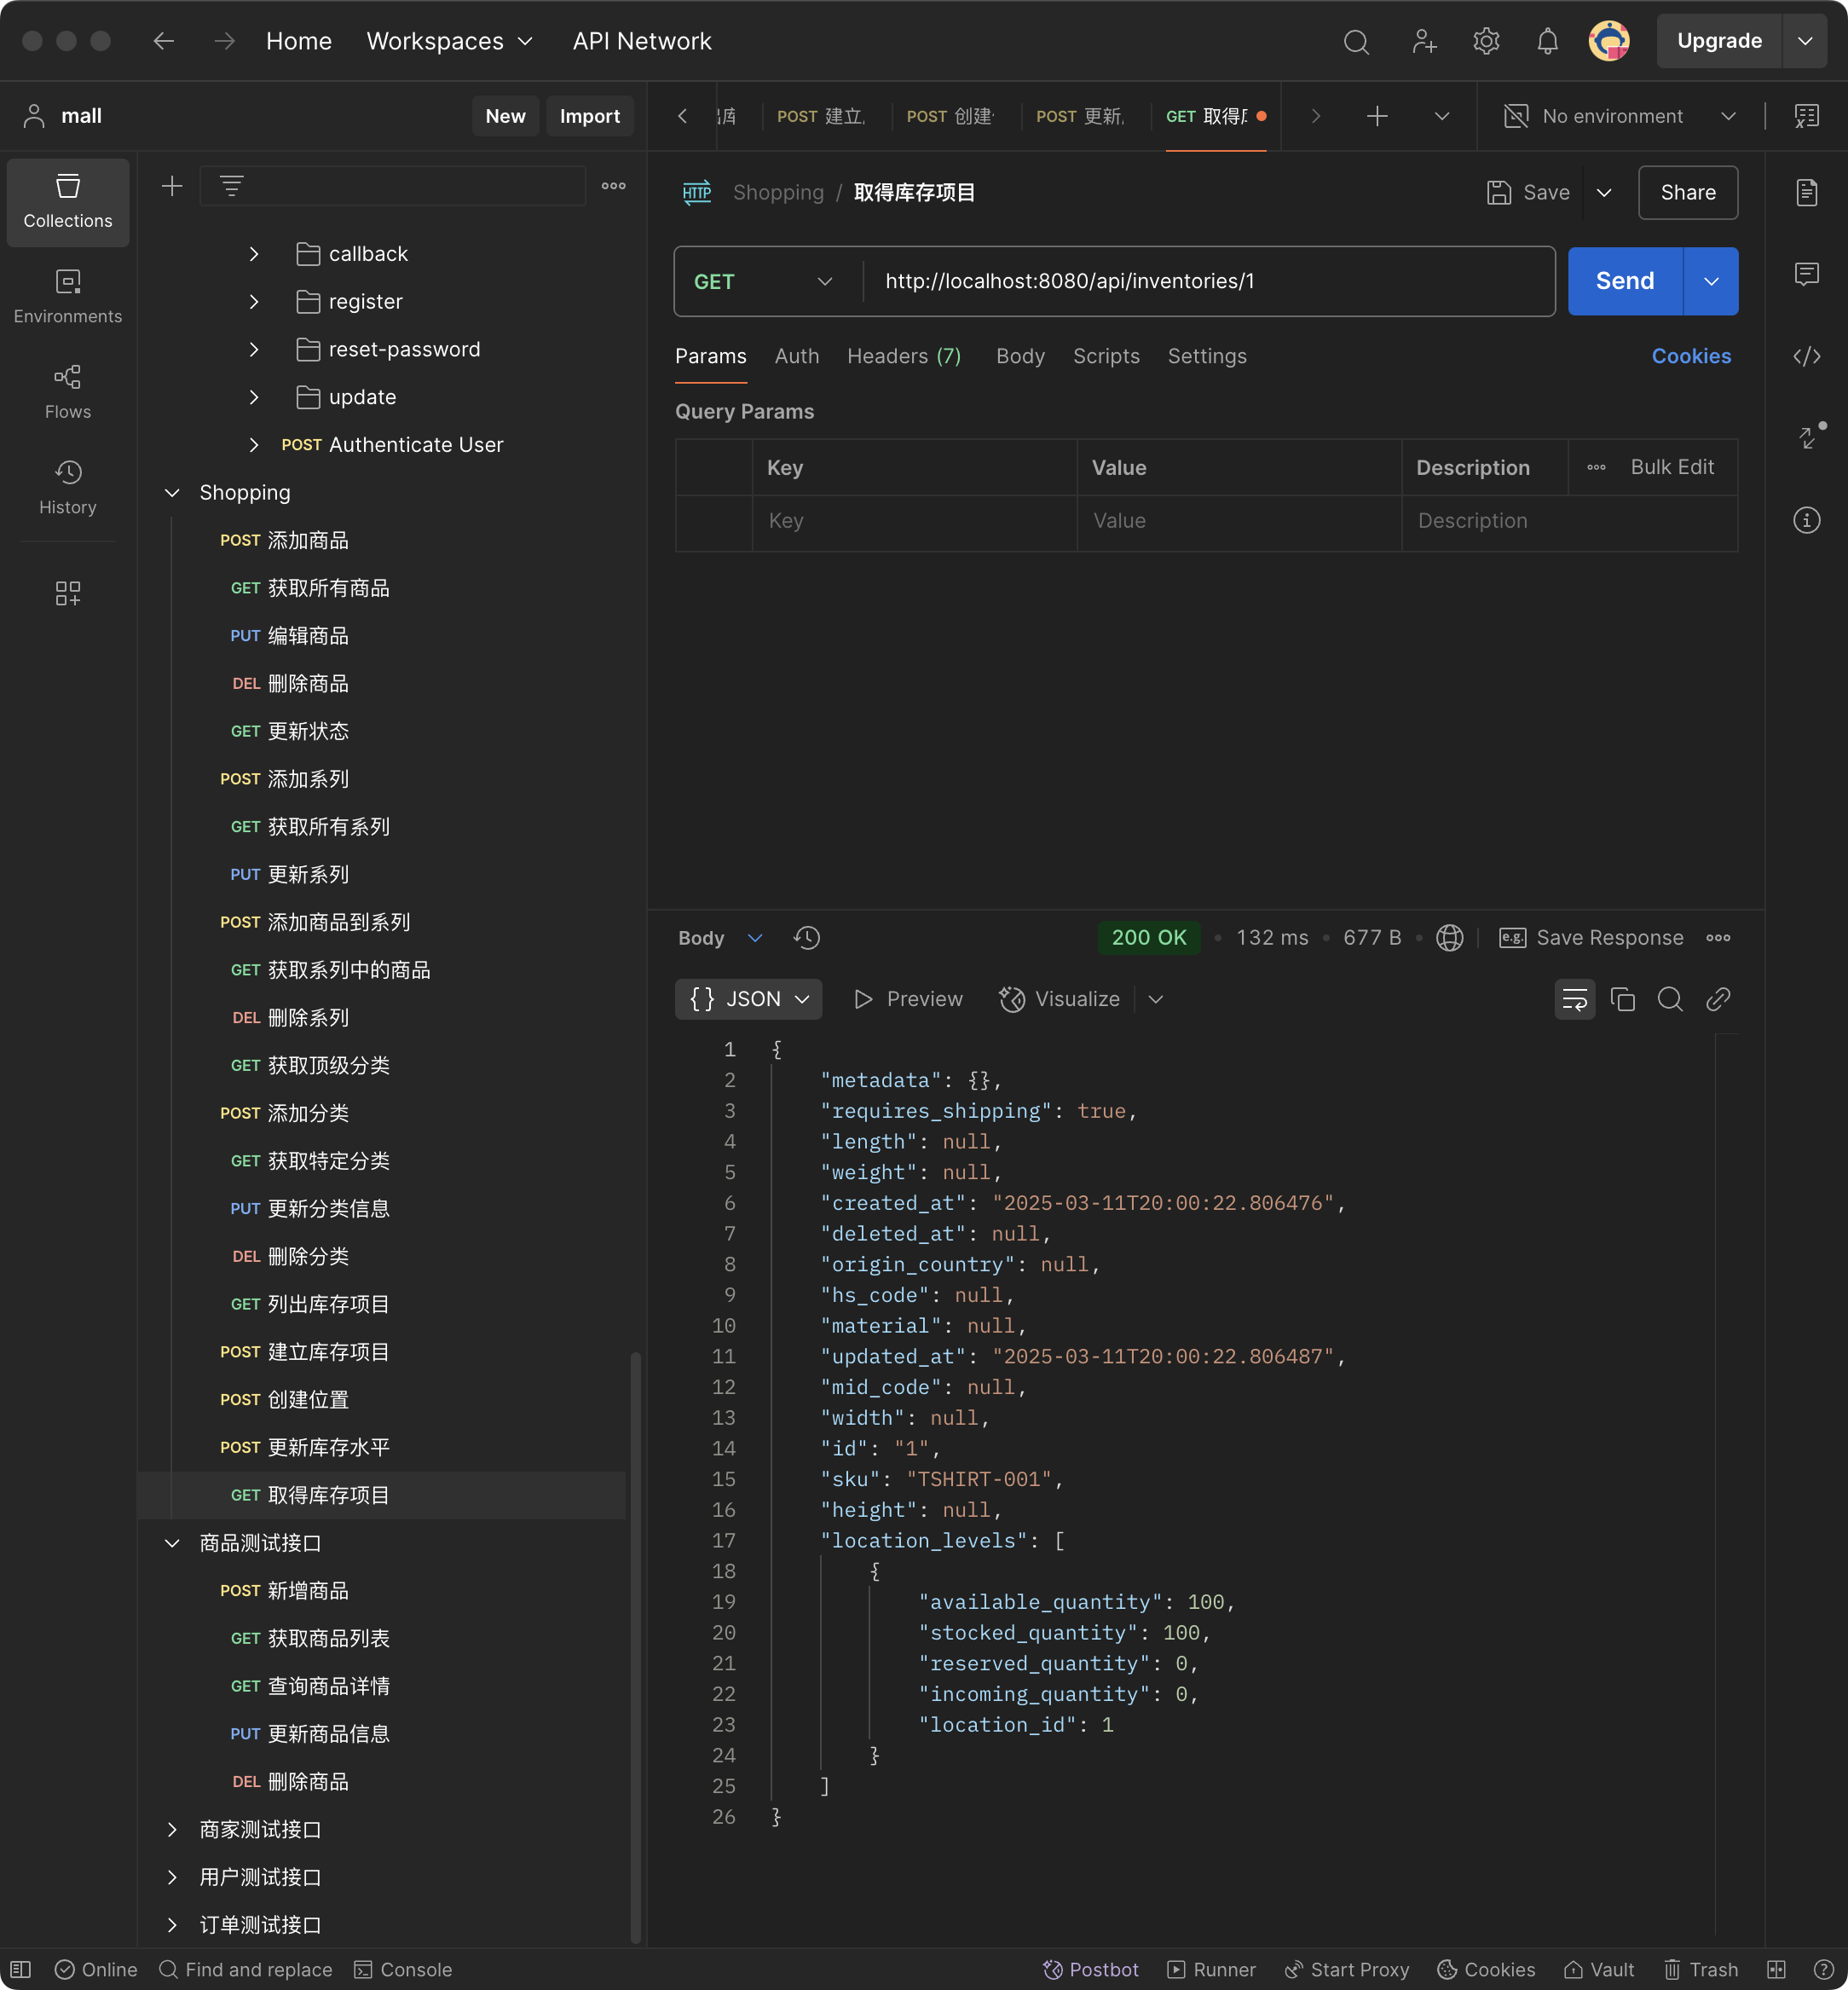 Home Workspaces API Network Upgrade
mall New Import
POST 建立
POST 创建
POST 更新
GET 取得
No environment
Collections
Environments
Flows
History
callback
register
reset-password
update
POST Authenticate User
Shopping
POST 添加商品
GET 获取所有商品
PUT 编辑商品
DEL 删除商品
GET 更新状态
POST 添加系列
GET 获取所有系列
PUT 更新系列
POST 添加商品到系列
GET 获取系列中的商品
DEL 删除系列
GET 获取顶级分类
POST 添加分类
GET 获取特定分类
PUT 更新分类信息
DEL 删除分类
GET 列出库存项目
POST 建立库存项目
POST 创建位置
POST 更新库存水平
GET 取得库存项目
商品测试接口
POST 新增商品
GET 获取商品列表
GET 查询商品详情
PUT 更新商品信息
DEL 删除商品
商家测试接口
用户测试接口
订单测试接口
HTTP Shopping / 取得库存项目 Save Share
GET http://localhost:8080/api/inventories/1 Send
Params Auth Headers (7) Body Scripts Settings Cookies
Query Params
Key Value Description Bulk Edit
Key Value Description
Body 200 OK 132 ms 677 B e.g. Save Response
{} JSON Preview Visualize
1 {
2 "metadata": {},
3 "requires_shipping": true,
4 "length": null,
5 "weight": null,
6 "created_at": "2025-03-11T20:00:22.806476",
7 "deleted_at": null,
8 "origin_country": null,
9 "hs_code": null,
10 "material": null,
11 "updated_at": "2025-03-11T20:00:22.806487",
12 "mid_code": null,
13 "width": null,
14 "id": "1",
15 "sku": "TSHIRT-001",
16 "height": null,
17 "location_levels": [
18 {
19 "available_quantity": 100,
20 "stocked_quantity": 100,
21 "reserved_quantity": 0,
22 "incoming_quantity": 0,
23 "location_id": 1
24 }
25 ]
26 }
Online Find and replace Console Postbot Runner Start Proxy Cookies Vault Trash